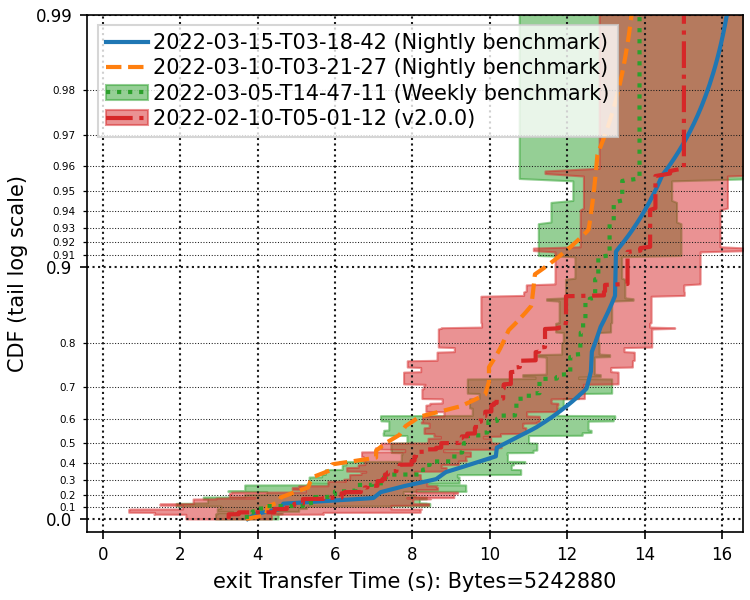 0.99
2022-03-15-T03-18-42 (Nightly benchmark)
2022-03-10-T03-21-27 (Nightly benchmark)
2022-03-05-T14-47-11 (Weekly benchmark)
2022-02-10-T05-01-12 (v2.0.0)
0.98
0.97
0.96
0.95
0.94
0.93
0.92
0.91
0.9
0.8
0.7
0.6
0.5
0.4
0.3
0.2
0.1
0.0
CDF (tail log scale)
0 2 4 6 8 10 12 14 16
exit Transfer Time (s): Bytes=5242880